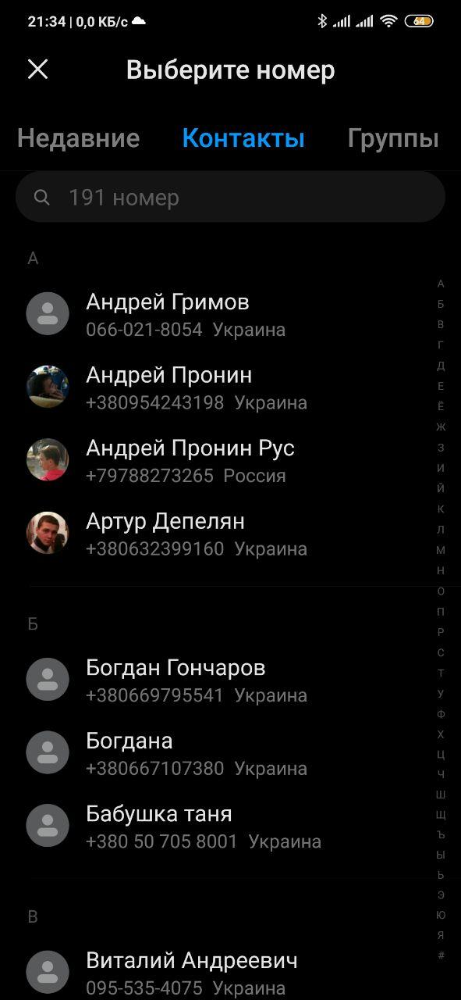 21:34 | 0,0 КБ/с 64
Выберите номер
Недавние Контакты Группы
191 номер
А
Андрей Гримов
066-021-8054 Украина
Андрей Пронин
+380954243198 Украина
Андрей Пронин Рус
+79788273265 Россия
Артур Депелян
+380632399160 Украина
Б
Богдан Гончаров
+380669795541 Украина
Богдана
+380667107380 Украина
Бабушка таня
+380 50 705 8001 Украина
В
Виталий Андреевич
095-535-4075 Украина
А
Б
В
Г
Д
Е
Ё
Ж
З
И
Й
К
Л
М
Н
О
П
Р
С
Т
У
Ф
Х
Ц
Ч
Ш
Щ
Ъ
Ы
Ь
Э
Ю
Я
#